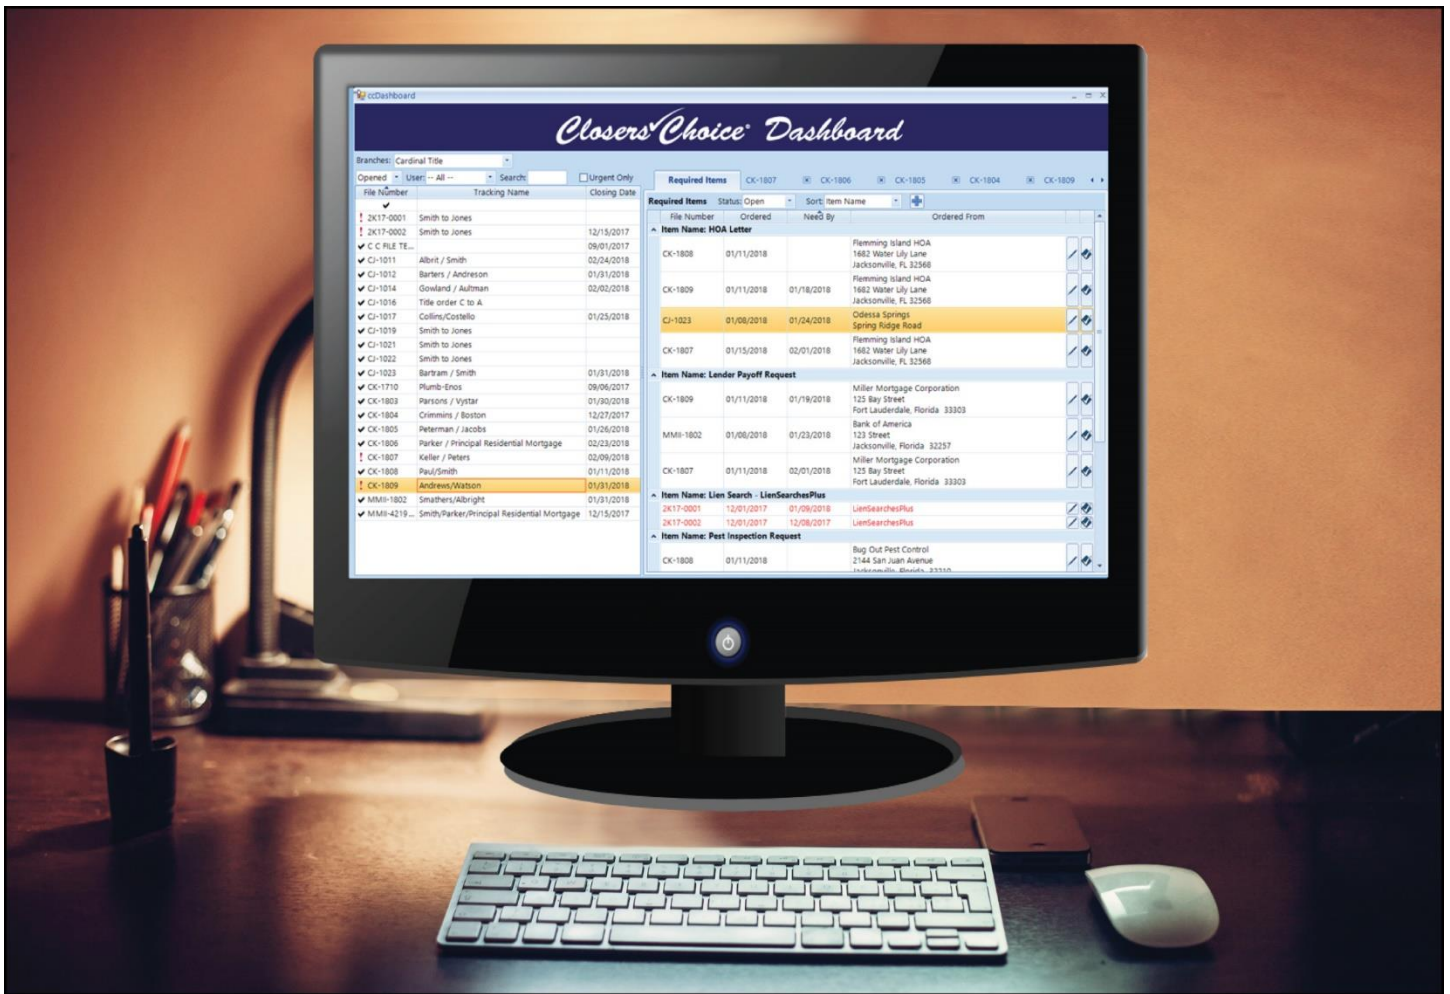 ccDashboard
Closers' Choice® Dashboard
Branches: Cardinal Title
Opened User: -- All -- Search: Urgent Only
File Number Tracking Name Closing Date
2K17-0001 Smith to Jones
2K17-0002 Smith to Jones 12/15/2017
C C FILE TE... 09/01/2017
CJ-1011 Albrit / Smith 02/24/2018
CJ-1012 Barters / Andreson 01/31/2018
CJ-1014 Gowland / Aultman 02/02/2018
CJ-1016 Title order C to A
CJ-1017 Collins/Costello 01/25/2018
CJ-1019 Smith to Jones
CJ-1021 Smith to Jones
CJ-1022 Smith to Jones
CJ-1023 Bartram / Smith 01/31/2018
CK-1710 Plumb-Enos 09/06/2017
CK-1803 Parsons / Vystar 01/30/2018
CK-1804 Crimmins / Boston 12/27/2017
CK-1805 Peterman / Jacobs 01/26/2018
CK-1806 Parker / Principal Residential Mortgage 02/23/2018
CK-1807 Keller / Peters 02/09/2018
CK-1808 Paul/Smith 01/11/2018
CK-1809 Andrews/Watson 01/31/2018
MMII-1802 Smathers/Albright 01/31/2018
MMII-4219... Smith/Parker/Principal Residential Mortgage 12/15/2017
Required Items CK-1807 CK-1806 CK-1805 CK-1804 CK-1809
Required Items Status: Open Sort: Item Name
File Number Ordered Need By Ordered From
Item Name: HOA Letter
Flemming Island HOA
CK-1808 01/11/2018 1682 Water Lily Lane
Jacksonville, FL 32568
Flemming Island HOA
CK-1809 01/11/2018 01/18/2018 1682 Water Lily Lane
Jacksonville, FL 32568
CJ-1023 01/08/2018 01/24/2018 Odessa Springs
Spring Ridge Road
Flemming Island HOA
CK-1807 01/15/2018 02/01/2018 1682 Water Lily Lane
Jacksonville, FL 32568
Item Name: Lender Payoff Request
Miller Mortgage Corporation
CK-1809 01/11/2018 01/19/2018 125 Bay Street
Fort Lauderdale, Florida 33303
Bank of America
MMII-1802 01/08/2018 01/23/2018 123 Street
Jacksonville, Florida 32257
Miller Mortgage Corporation
CK-1807 01/11/2018 02/01/2018 125 Bay Street
Fort Lauderdale, Florida 33303
Item Name: Lien Search - LienSearchesPlus
2K17-0001 12/01/2017 01/09/2018 LienSearchesPlus
2K17-0002 12/01/2017 12/08/2017 LienSearchesPlus
Item Name: Pest Inspection Request
Bug Out Pest Control
CK-1808 01/11/2018 2144 San Juan Avenue
Jacksonville, Florida 32210